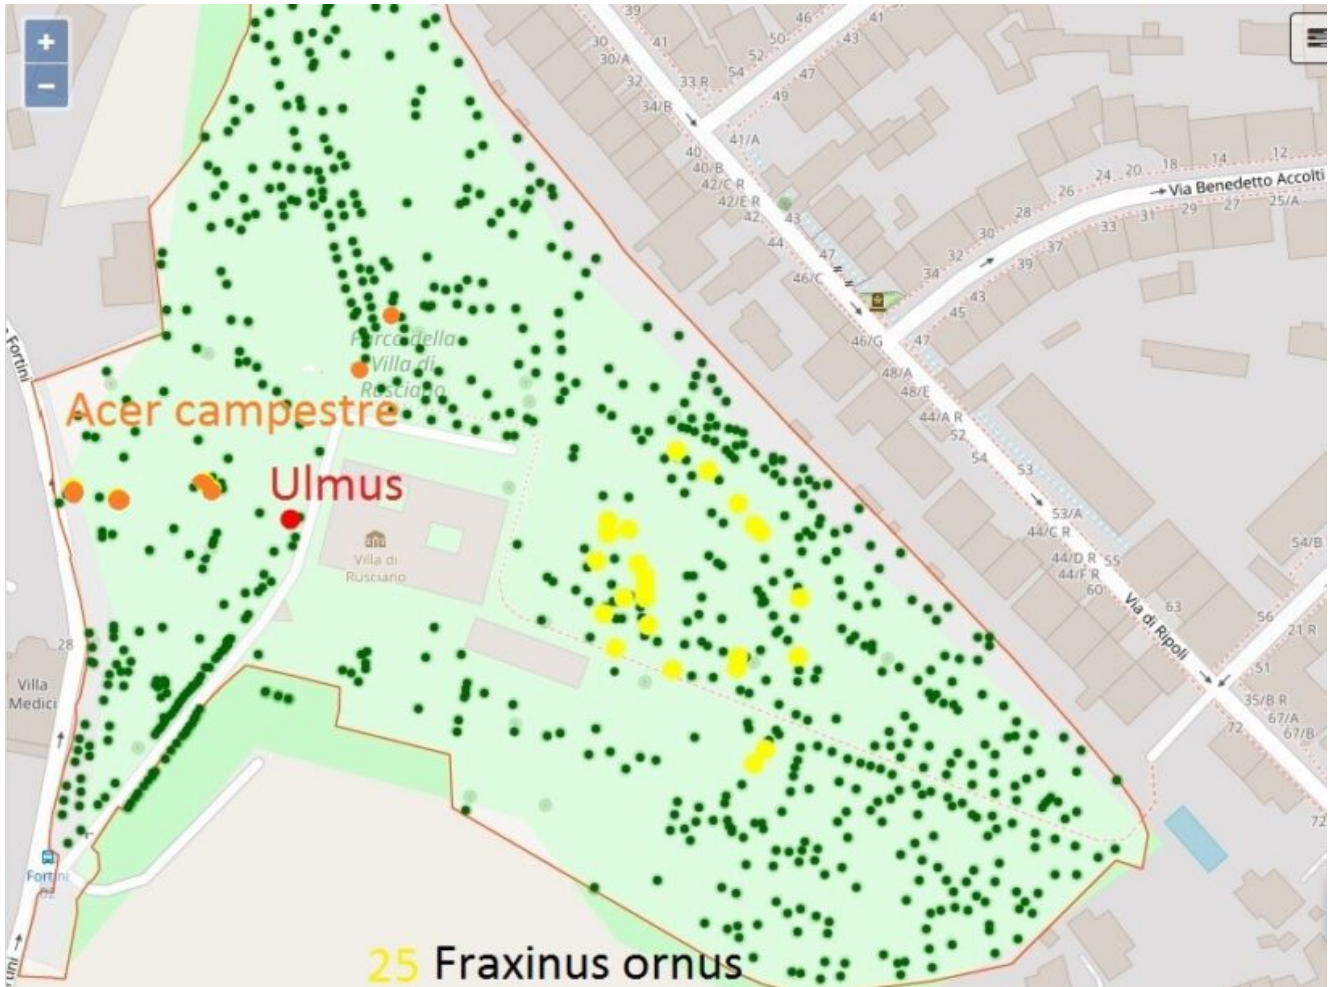 +
−
39
41
30
30/A
32
34/B
33 R
54
50
46
41
43
47
49
41/A
40
40/B
42/C R
42/E R
42
43
44
47
46/C
26
24
20
18
14
12
Via Benedetto Accolti
28
30
32
34
31
29
27
25/A
33
37
39
43
45
47
46/G
48/A
48/E
44/A R
52
54
53
53/A
44/C R
44/D R
44/F R
55
60
54/B
56
63
21 R
51
Via di Ripoli
35/B R
67/A
67/B
72
72
Fortini
Parco della
Villa di
Rusciano
Acer campestre
Ulmus
Villa di
Rusciano
28
Villa
Medici
Fortini
02
25 Fraxinus ornus